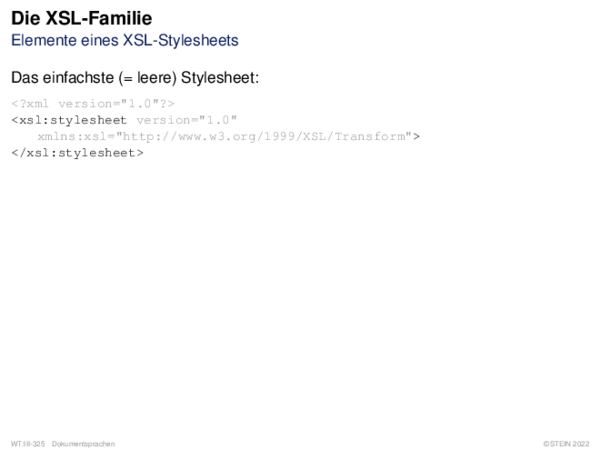 Die XSL-Familie
Elemente eines XSL-Stylesheets
Das einfachste (= leere) Stylesheet:
<?xml version="1.0"?>
<xsl:stylesheet version="1.0"
xmlns:xsl="http://www.w3.org/1999/XSL/Transform">
</xsl:stylesheet>
WT:III-325 Dokumentsprachen
©STEIN 2022